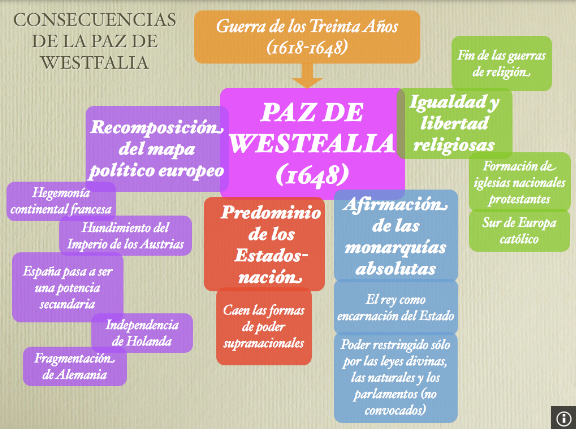 CONSECUENCIAS
DE LA PAZ DE
WESTFALIA
Guerra de los Treinta Años
(1618-1648)
PAZ DE
WESTFALIA
(1648)
Recomposición
del mapa
político europeo
Hegemonía
continental francesa
Hundimiento del
Imperio de los Austrias
España pasa a ser
una potencia
secundaria
Independencia
de Holanda
Fragmentación
de Alemania
Predominio
de los
Estados-
nación
Caen las formas
de poder
supranacionales
Afirmación
de las
monarquías
absolutas
El rey como
encarnación del Estado
Poder restringido sólo
por las leyes divinas,
las naturales y los
parlamentos (no
convocados)
Igualdad y
libertad
religiosas
Fin de las guerras
de religión
Formación de
iglesias nacionales
protestantes
Sur de Europa
católico